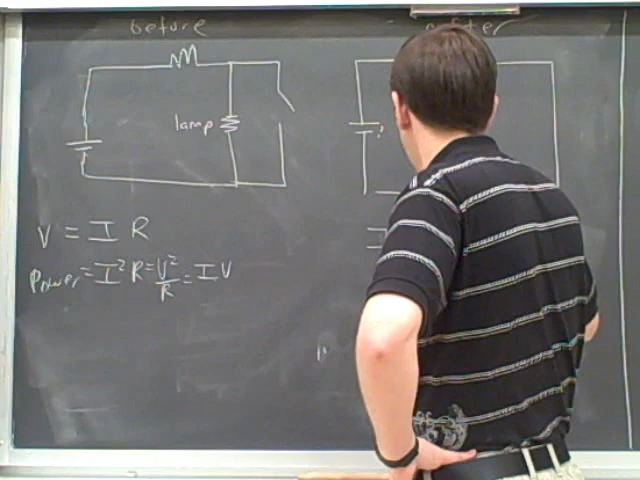 before
after
lamp
V = I R
Power = I² R = V²/R = I V
I